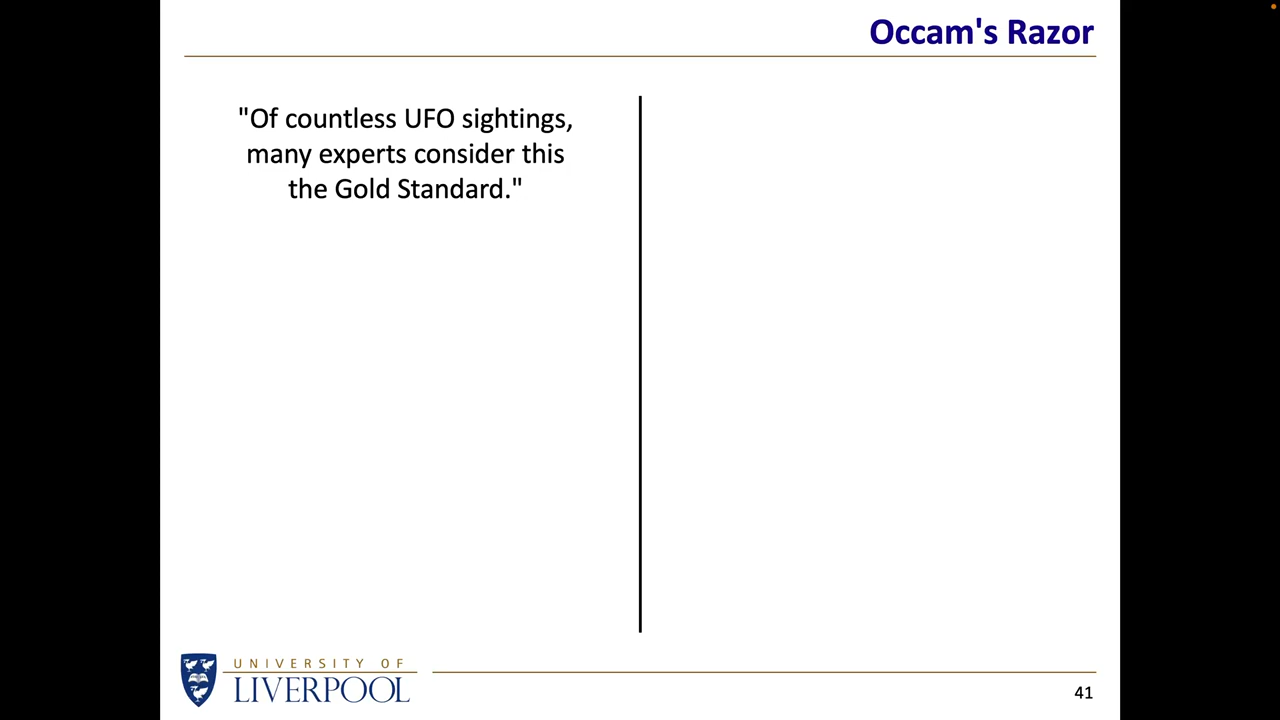 Occam's Razor
"Of countless UFO sightings,
many experts consider this
the Gold Standard."
UNIVERSITY OF
LIVERPOOL
41